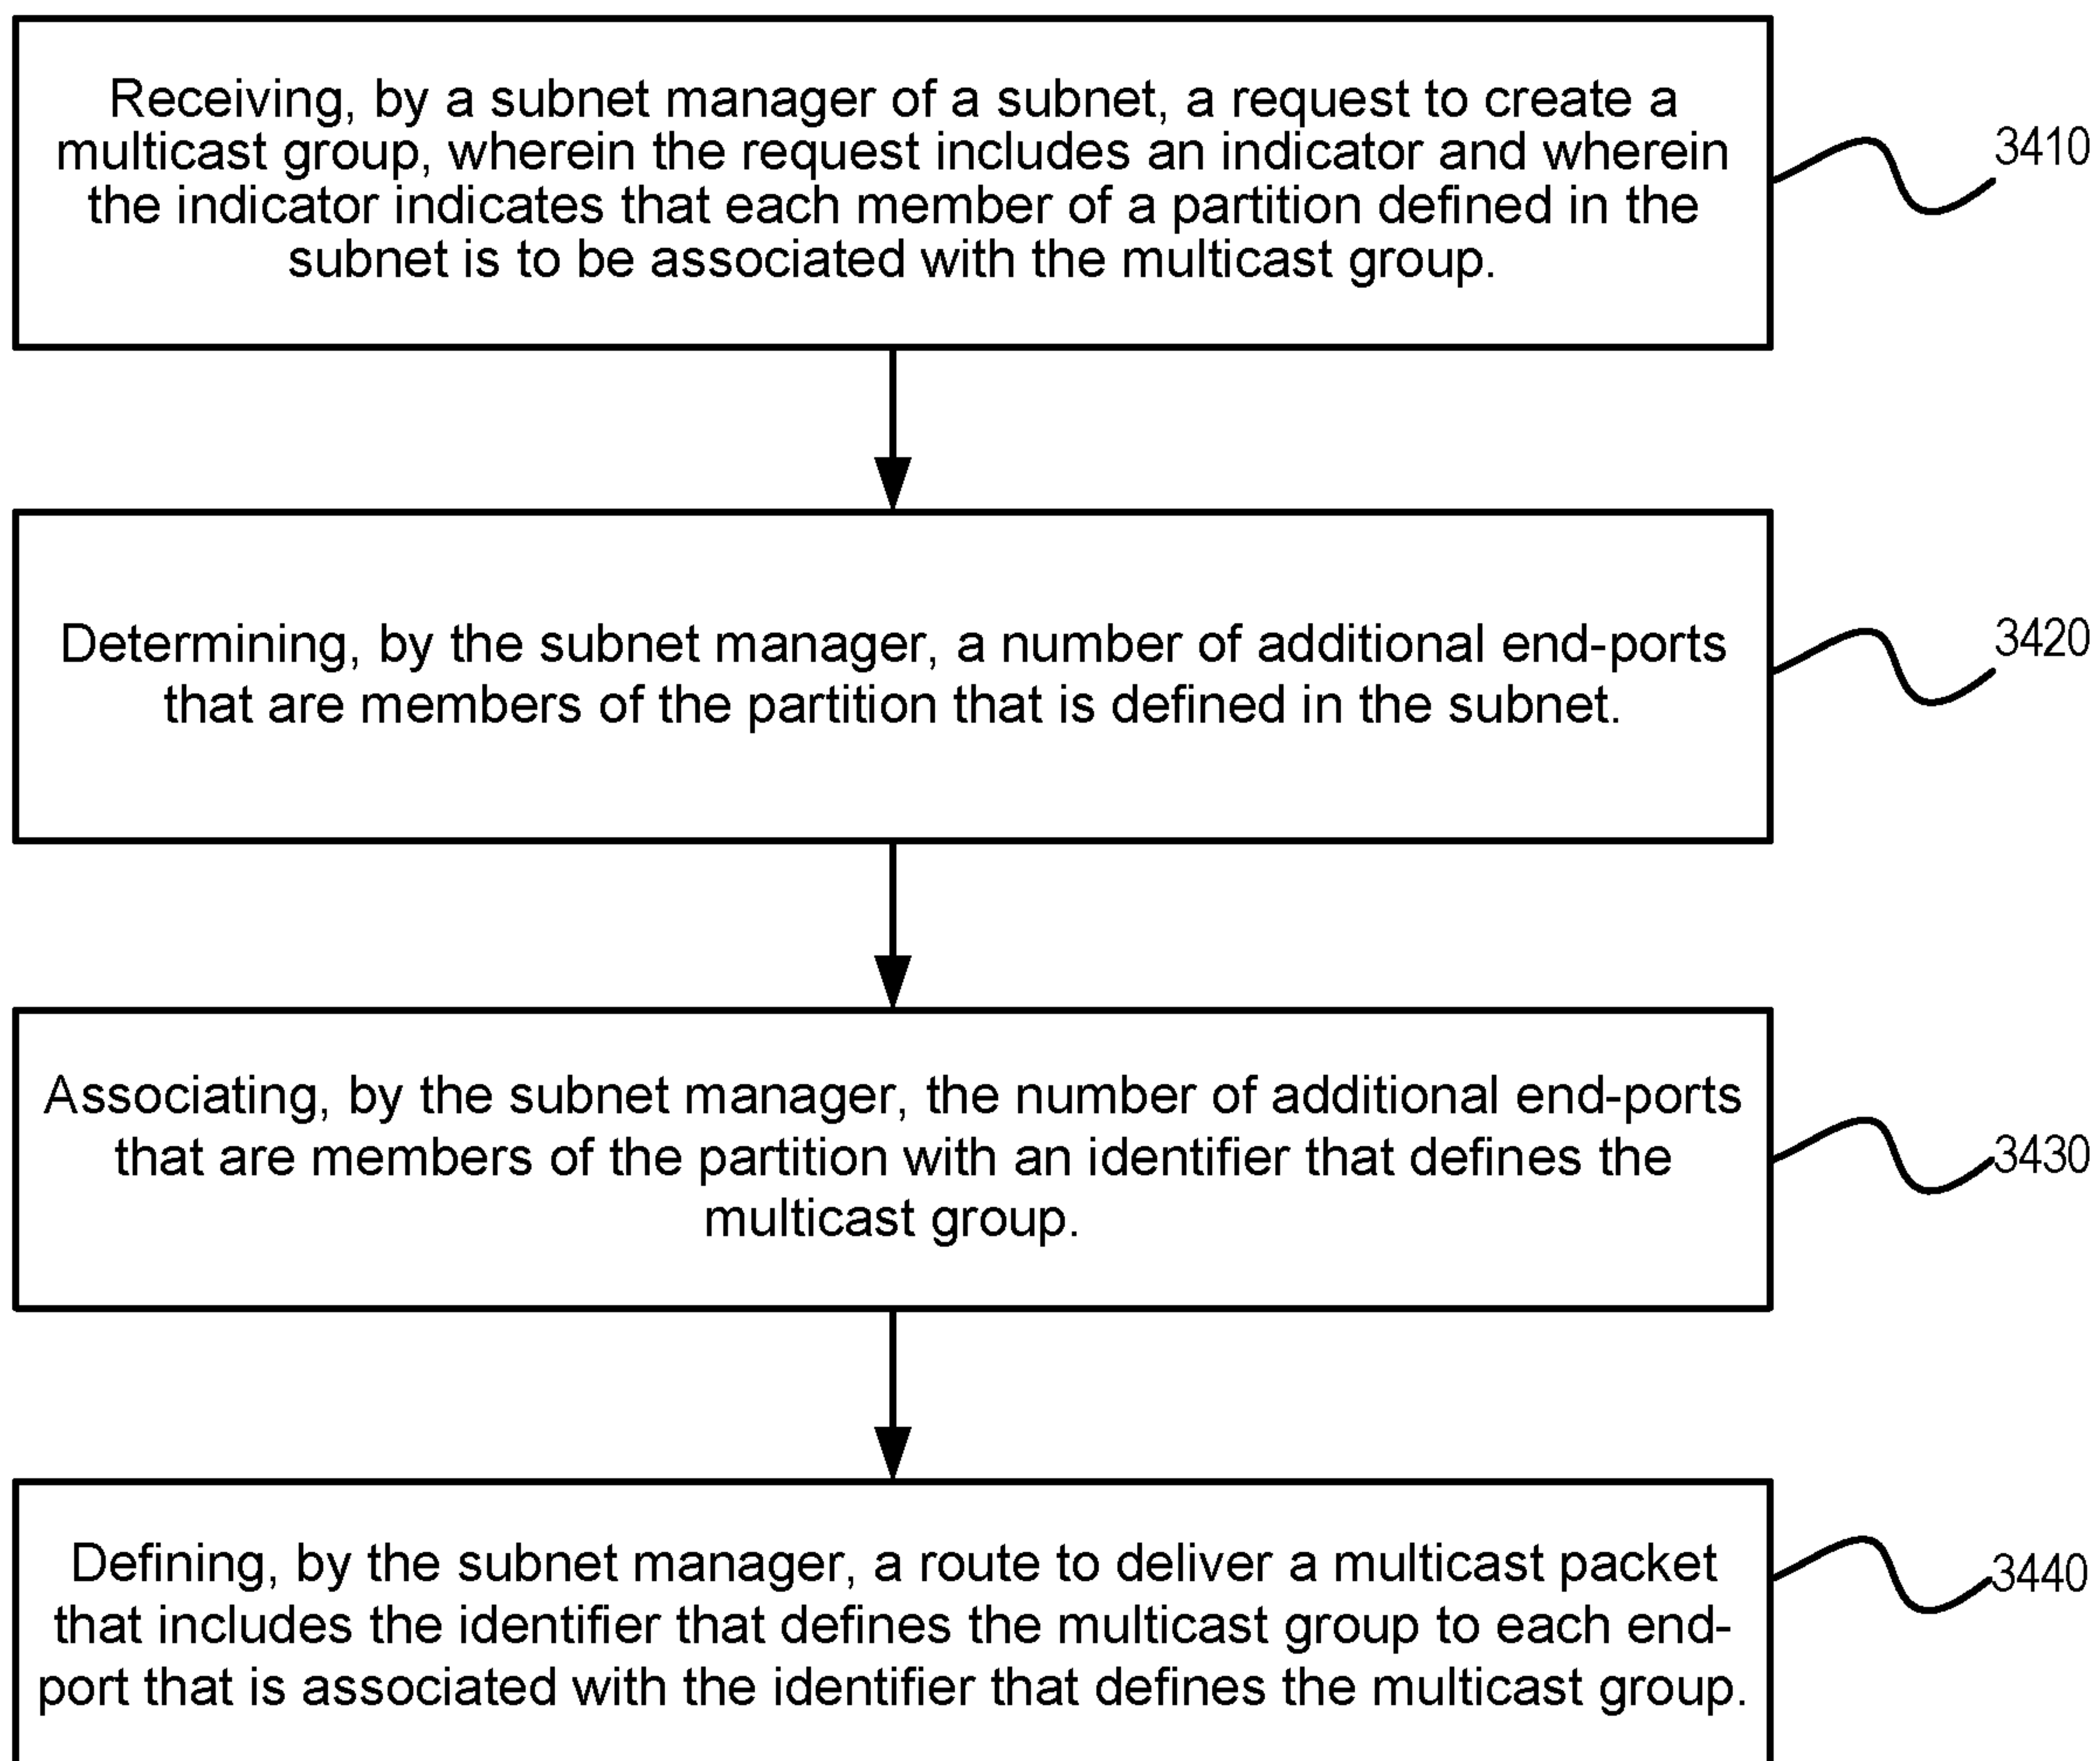 Receiving, by a subnet manager of a subnet, a request to create a
multicast group, wherein the request includes an indicator and wherein
the indicator indicates that each member of a partition defined in the
subnet is to be associated with the multicast group.
3410
Determining, by the subnet manager, a number of additional end-ports
that are members of the partition that is defined in the subnet.
3420
Associating, by the subnet manager, the number of additional end-ports
that are members of the partition with an identifier that defines the
multicast group.
3430
Defining, by the subnet manager, a route to deliver a multicast packet
that includes the identifier that defines the multicast group to each end-
port that is associated with the identifier that defines the multicast group.
3440